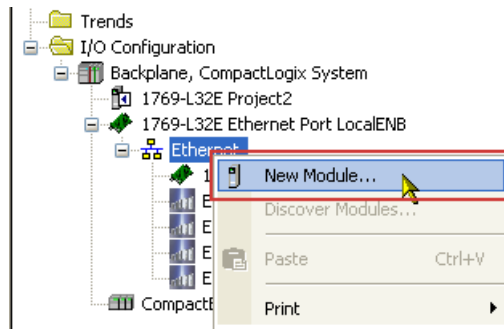 Trends
I/O Configuration
Backplane, CompactLogix System
1769-L32E Project2
1769-L32E Ethernet Port LocalENB
Ethernet
1
New Module...
E
Discover Modules...
E
E
Paste Ctrl+V
E
Print